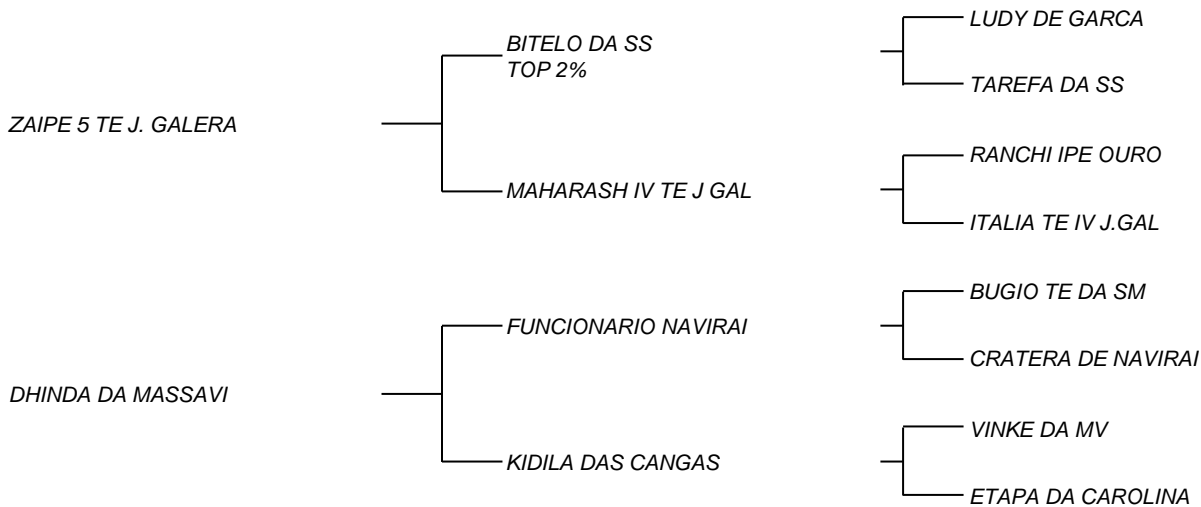 LUDY DE GARCA
BITELO DA SS
TOP 2%
TAREFA DA SS
ZAIPE 5 TE J. GALERA
RANCHI IPE OURO
MAHARASH IV TE J GAL
ITALIA TE IV J.GAL
BUGIO TE DA SM
FUNCIONARIO NAVIRAI
CRATERA DE NAVIRAI
DHINDA DA MASSAVI
VINKE DA MV
KIDILA DAS CANGAS
ETAPA DA CAROLINA